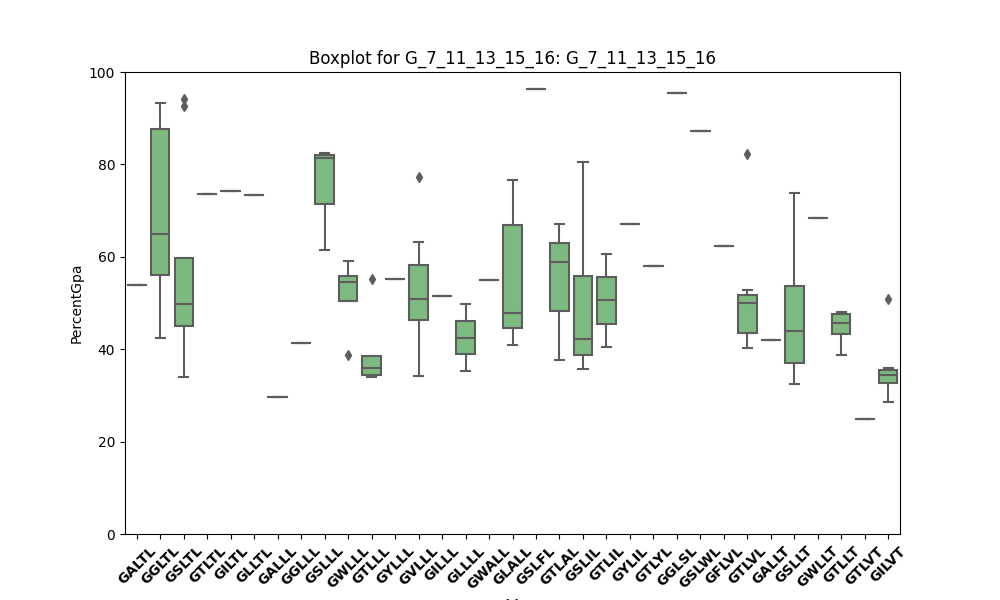 Boxplot for G_7_11_13_15_16: G_7_11_13_15_16
PercentGpa
100
80
60
40
20
0
GALTL GGLTL GSLTL GTLTL GILTL GLLTL GALLL GGLLL GSLLL GWLLL GTLLL GYLLL GVLLL GILLL GLLLL GWALL GLALL GSLFL GTLAL GSLIL GTLIL GYLIL GTLYL GGLSL GSLWL GFLVL GTLVL GALLT GSLLT GWLLT GTLLT GTLVT GILVT